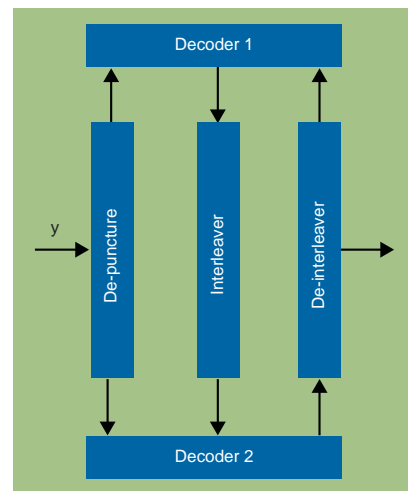 Decoder 1
y
De-puncture
Interleaver
De-interleaver
Decoder 2